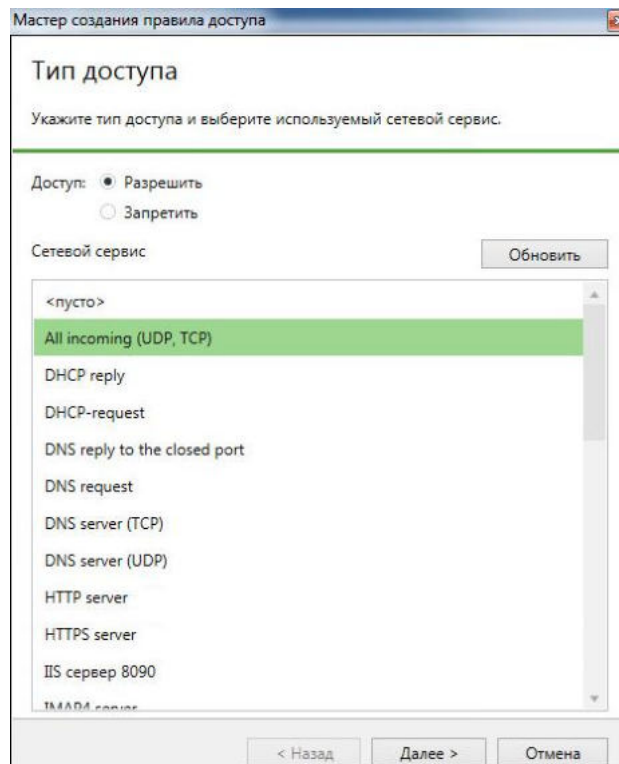 Мастер создания правила доступа
Тип доступа
Укажите тип доступа и выберите используемый сетевой сервис.
Доступ: Разрешить
Запретить
Сетевой сервис Обновить
<пусто>
All incoming (UDP, TCP)
DHCP reply
DHCP-request
DNS reply to the closed port
DNS request
DNS server (TCP)
DNS server (UDP)
HTTP server
HTTPS server
IIS сервер 8090
IMAP4 server
< Назад Далее > Отмена